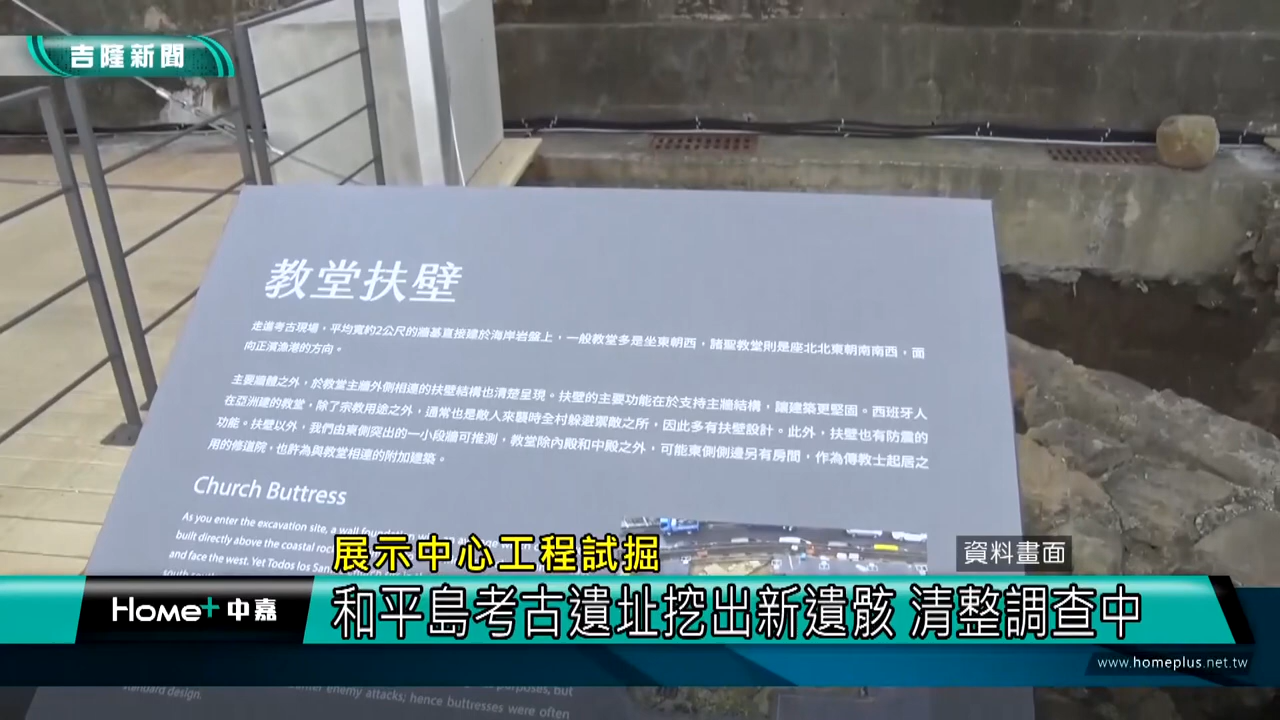 吉隆新聞
教堂扶壁
走進考古現場，平均寬約2公尺的牆基直接建於海岸岩盤上，一般教堂多是坐東朝西，諸聖教堂則是座北北東朝南南西，面
向正濱漁港的方向。
主要牆體之外，於教堂主牆外側相連的扶壁結構也清楚呈現。扶壁的主要功能在於支持主牆結構，讓建築更堅固。西班牙人
在亞洲建的教堂，除了宗教用途之外，通常也是敵人來襲時全村躲避禦敵之所，因此多有扶壁設計。此外，扶壁也有防震的
功能。扶壁以外，我們由東側突出的一小段牆可推測，教堂除內殿和中殿之外，可能東側側邊另有房間，作為傳教士起居之
用的修道院，也許為與教堂相連的附加建築。
Church Buttress
As you enter the excavation site, a wall
built directly above the coastal
and face the west. Yet Todos los
展示中心工程試掘
資料畫面
Home+中嘉
和平島考古遺址挖出新遺骸 清整調查中
www.homeplus.net.tw
purposes, but
standard design.
enemy attacks; hence buttresses were often